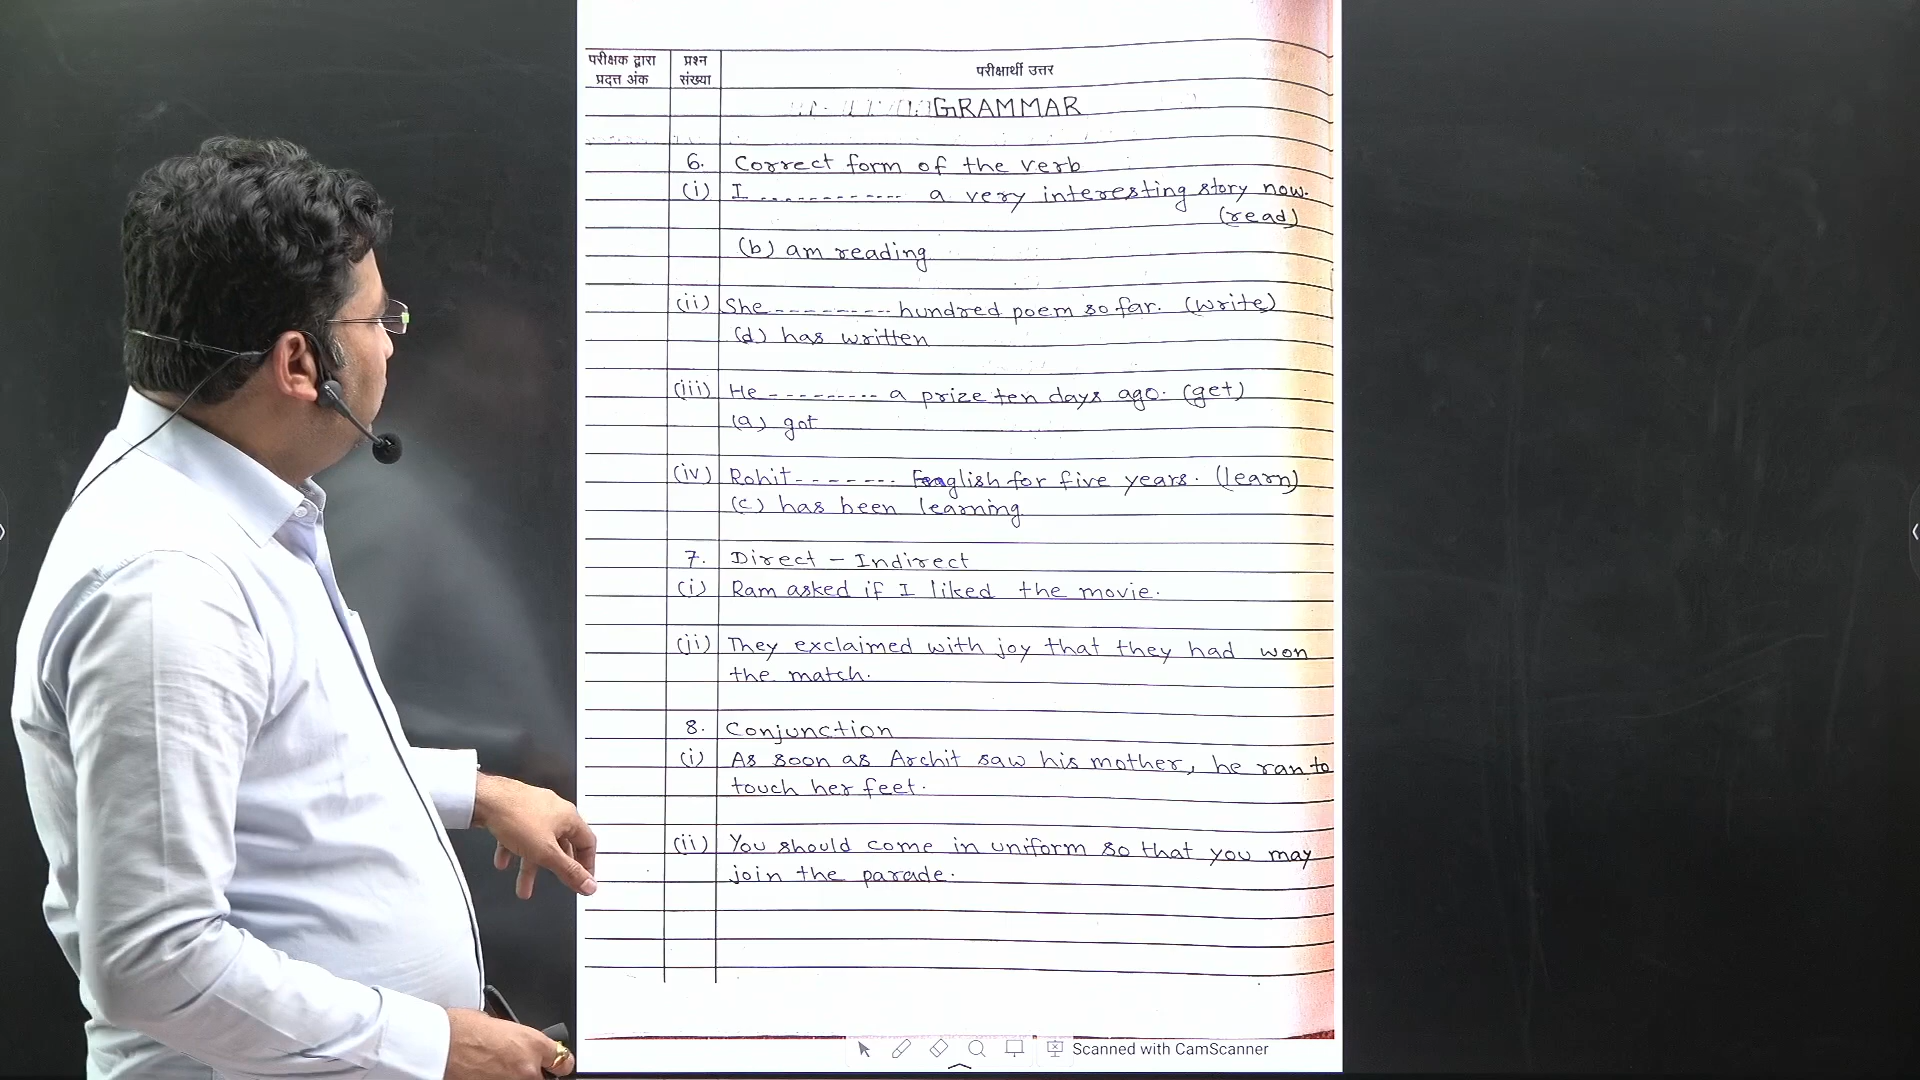 परीक्षक द्वारा
प्रदत्त अंक
प्रश्न
संख्या
परीक्षार्थी उत्तर
GRAMMAR
6. Correct form of the verb
(i) I ------------ a very interesting story now.
(read)
(b) am reading
(ii) She --------- hundred poem so far. (write)
(d) has written
(iii) He --------- a prize ten days ago. (get)
(a) got
(iv) Rohit ------- English for five years. (learn)
(c) has been learning
7. Direct - Indirect
(i) Ram asked if I liked the movie.
(ii) They exclaimed with joy that they had won
the match.
8. Conjunction
(i) As soon as Archit saw his mother, he ran to
touch her feet.
(ii) You should come in uniform so that you may
join the parade.
Scanned with CamScanner